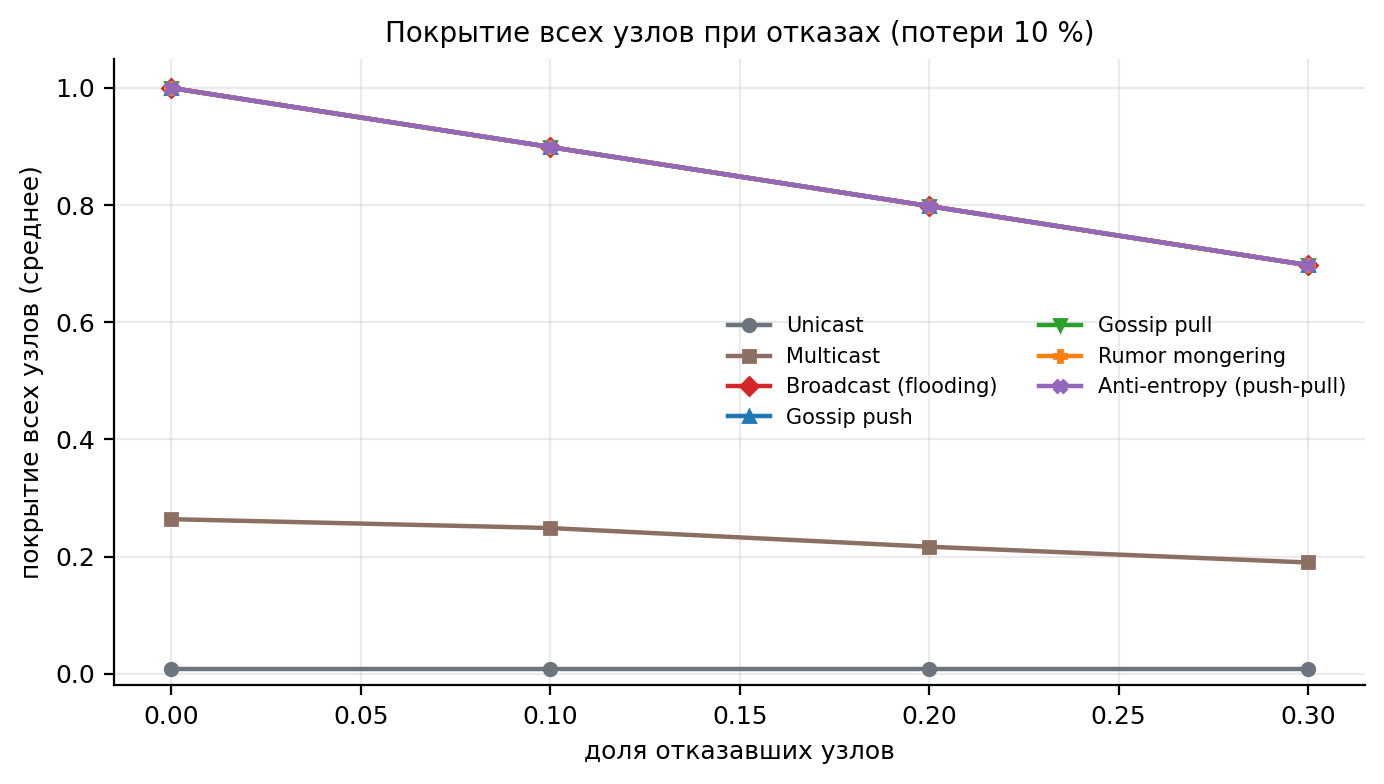 Покрытие всех узлов при отказах (потери 10 %)
покрытие всех узлов (среднее)
1.0
0.8
0.6
0.4
0.2
0.0
Unicast
Multicast
Broadcast (flooding)
Gossip push
Gossip pull
Rumor mongering
Anti-entropy (push-pull)
0.00 0.05 0.10 0.15 0.20 0.25 0.30
доля отказавших узлов